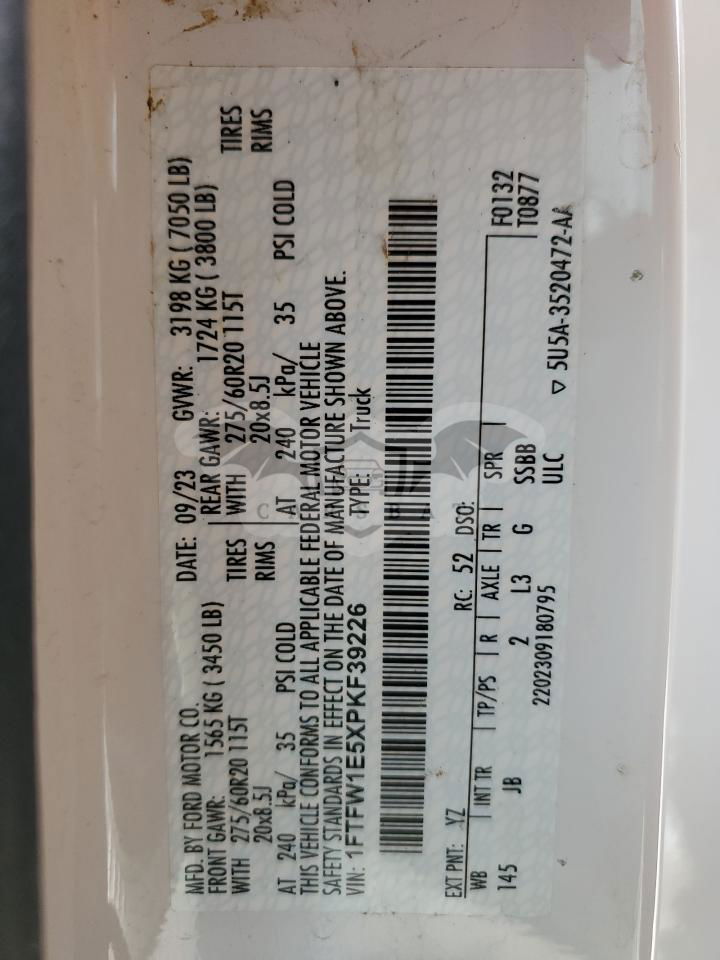 MFD. BY FORD MOTOR CO.
DATE: 09/23 GVWR: 3198 KG ( 7050 LB)
FRONT GAWR: 1565 KG ( 3450 LB)
REAR GAWR: 1724 KG ( 3800 LB)
WITH 275/60R20 115T TIRES
WITH 275/60R20 115T TIRES
20x8.5J RIMS
20x8.5J RIMS
AT 240 kPa/ 35 PSI COLD
AT 240 kPa/ 35 PSI COLD
THIS VEHICLE CONFORMS TO ALL APPLICABLE FEDERAL MOTOR VEHICLE
SAFETY STANDARDS IN EFFECT ON THE DATE OF MANUFACTURE SHOWN ABOVE.
VIN: 1FTFW1E5XPKF39226 TYPE: Truck
EXT PNT: YZ RC: 52 DSO:
WB INT TR TP/PS R AXLE TR SPR F0132
145 JB 2 L3 G SSBB T0877
2202309180795 ULC
▽ 5U5A-3520472-AA